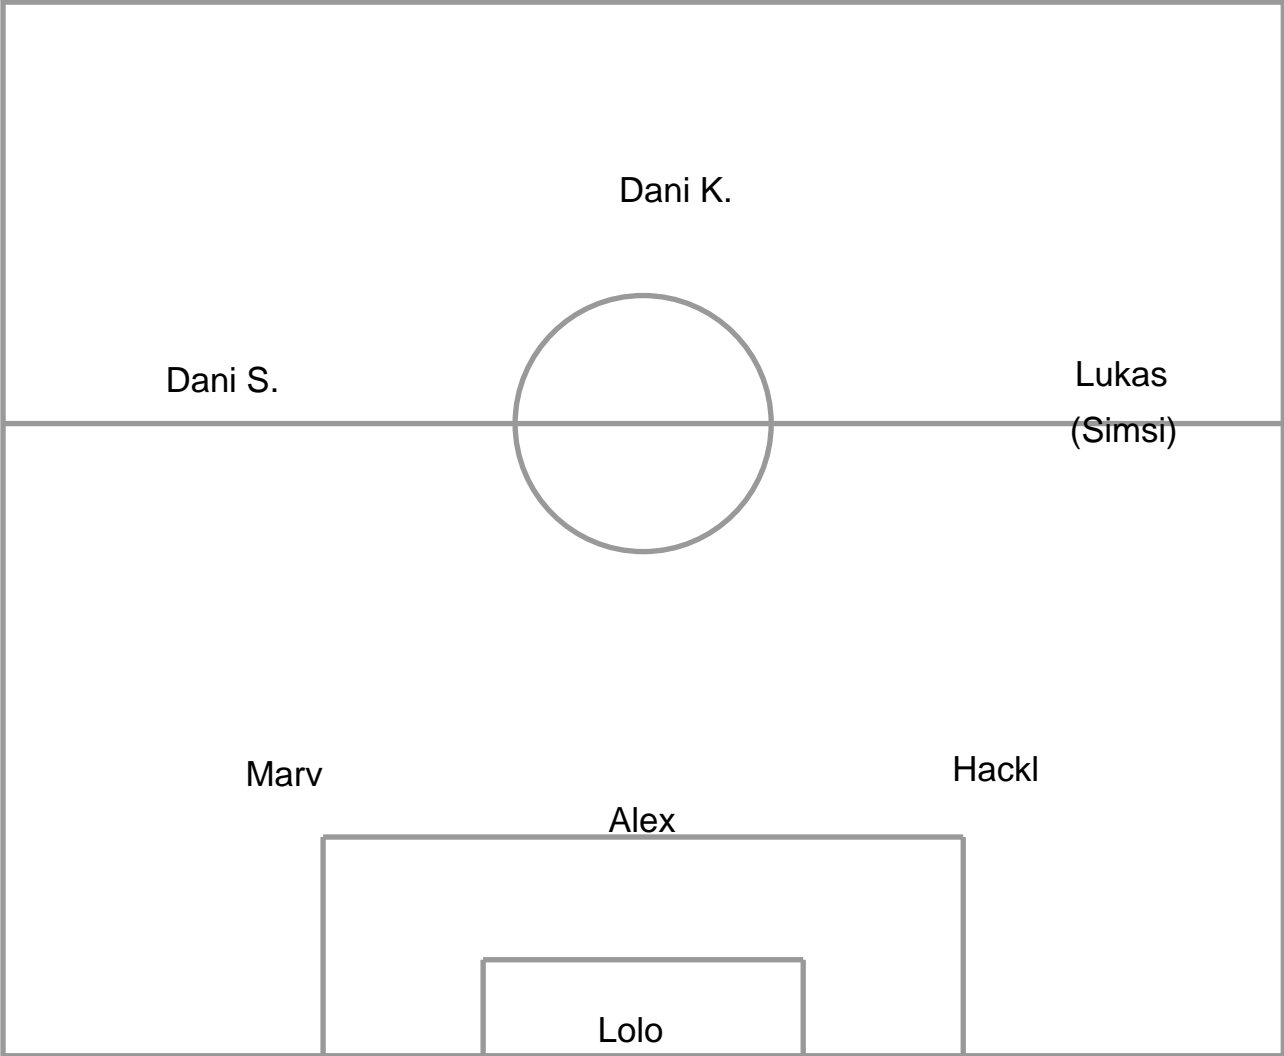 Dani K.
Dani S.
Lukas
(Simsi)
Marv
Hackl
Alex
Lolo